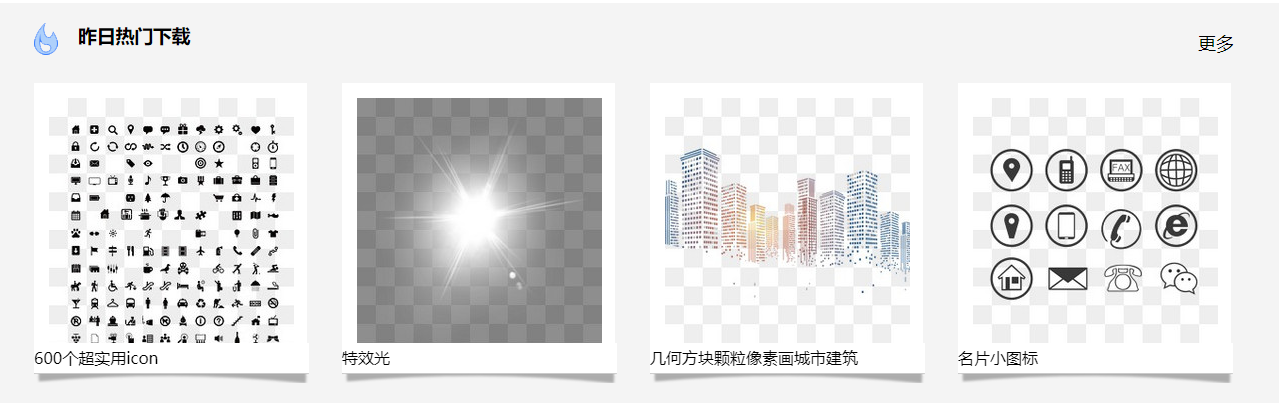 昨日热门下载
更多
600个超实用icon
特效光
几何方块颗粒像素画城市建筑
名片小图标
FAX